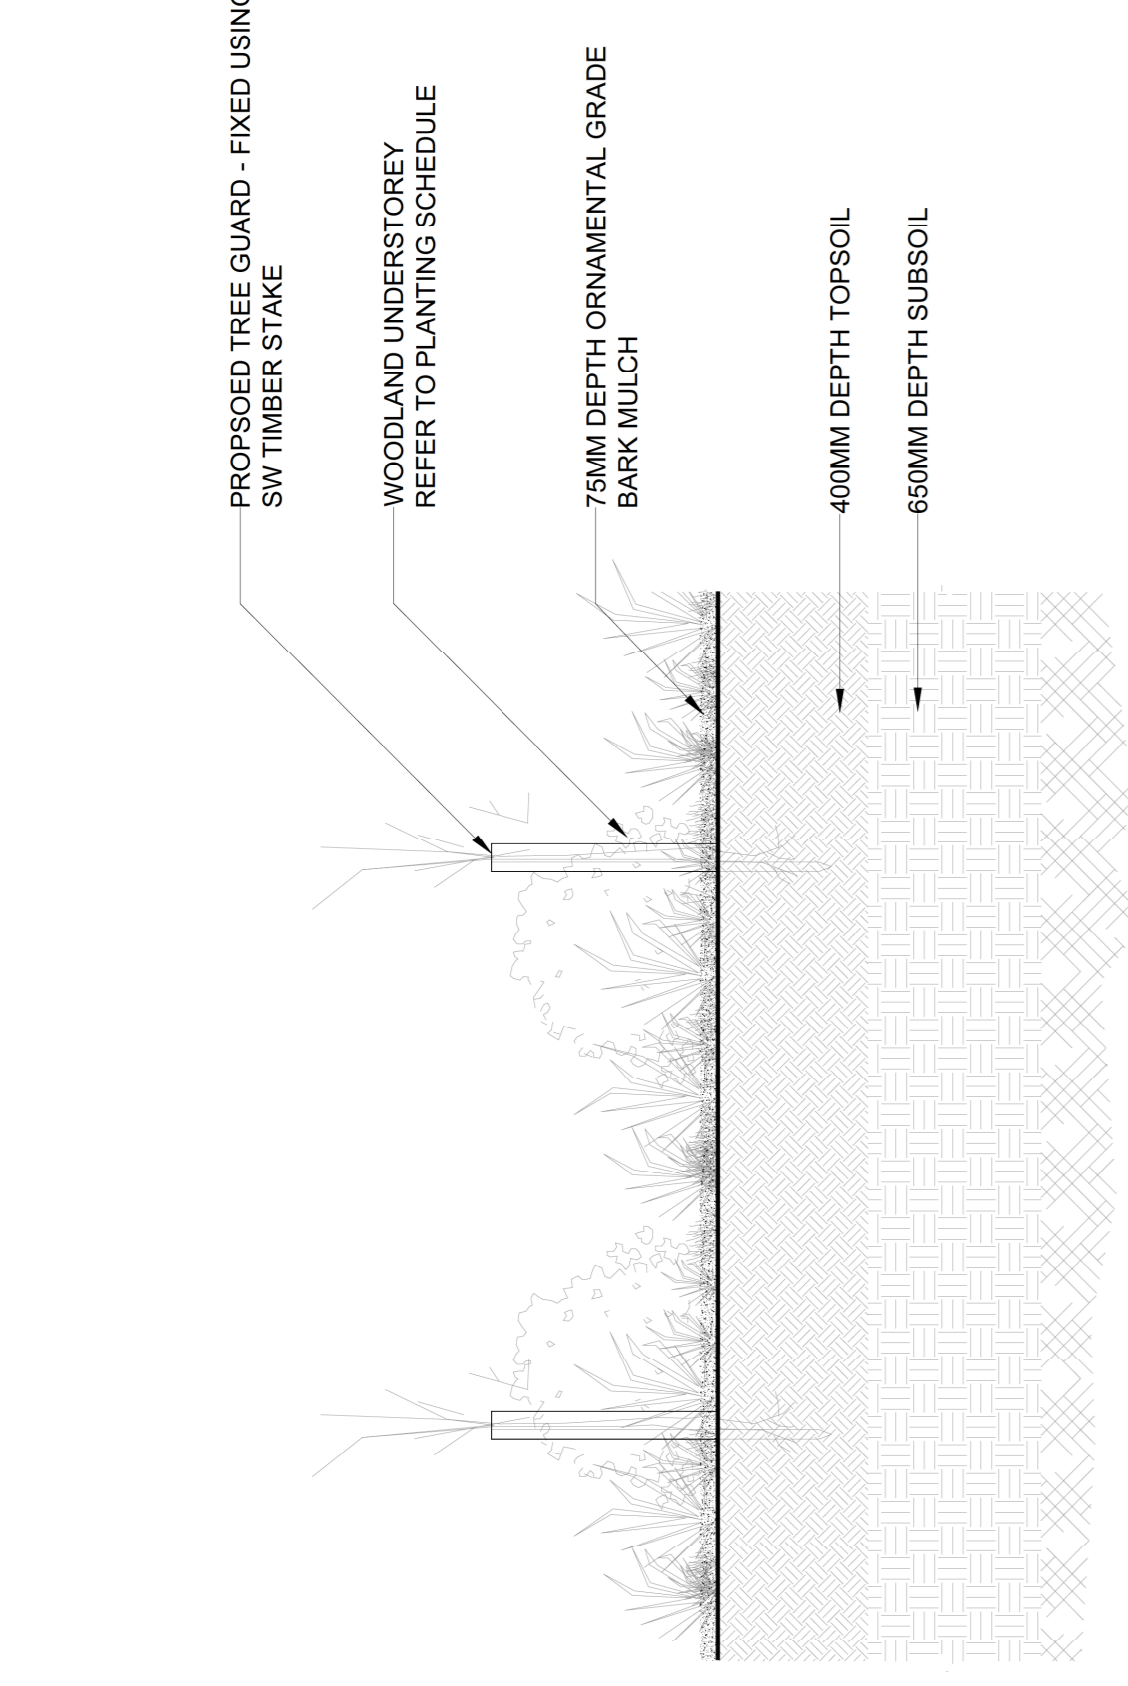 PROPSOED TREE GUARD - FIXED USING
SW TIMBER STAKE
WOODLAND UNDERSTOREY
REFER TO PLANTING SCHEDULE
75MM DEPTH ORNAMENTAL GRADE
BARK MULCH
400MM DEPTH TOPSOIL
650MM DEPTH SUBSOIL